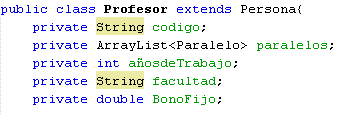 public class Profesor extends Persona{
private String codigo;
private ArrayList<Paralelo> paralelos;
private int añosdeTrabajo;
private String facultad;
private double BonoFijo;